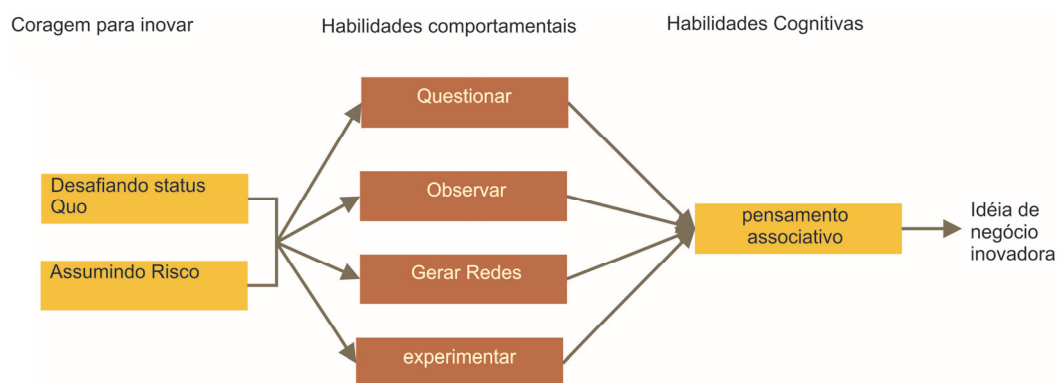 Coragem para inovar
Habilidades comportamentais
Habilidades Cognitivas
Desafiando status
Quo
Assumindo Risco
Questionar
Observar
Gerar Redes
experimentar
pensamento
associativo
Idéia de
negócio
inovadora